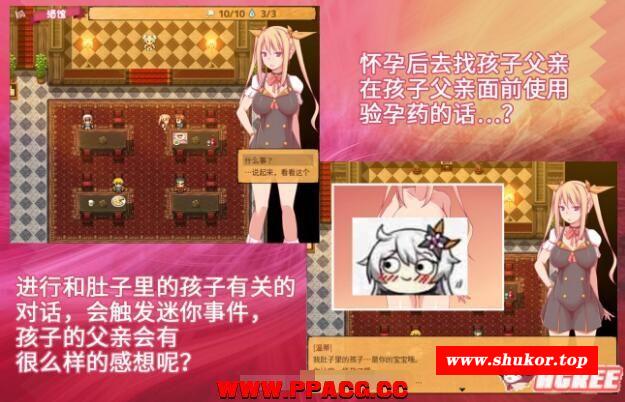 酒馆
10/10
3/3
怀孕后去找孩子父亲
在孩子父亲面前使用
验孕药的话...?
什么事?
…说起来，看看这个
进行和肚子里的孩子有关的
对话，会触发迷你事件，
孩子的父亲会有
很么样的感想呢？
[温蒂]
我肚子里的孩子…是你的宝宝哦。
www.shukor.top
WWW.PPACG.CC
AGREE